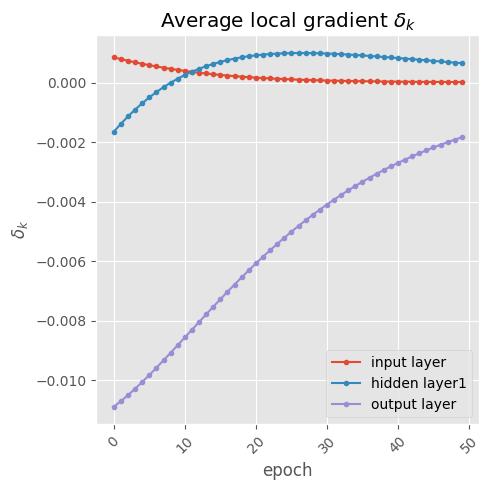 Average local gradient δₖ
0.000
−0.002
−0.004
−0.006
−0.008
−0.010
δₖ
0
10
20
30
40
50
epoch
input layer
hidden layer1
output layer